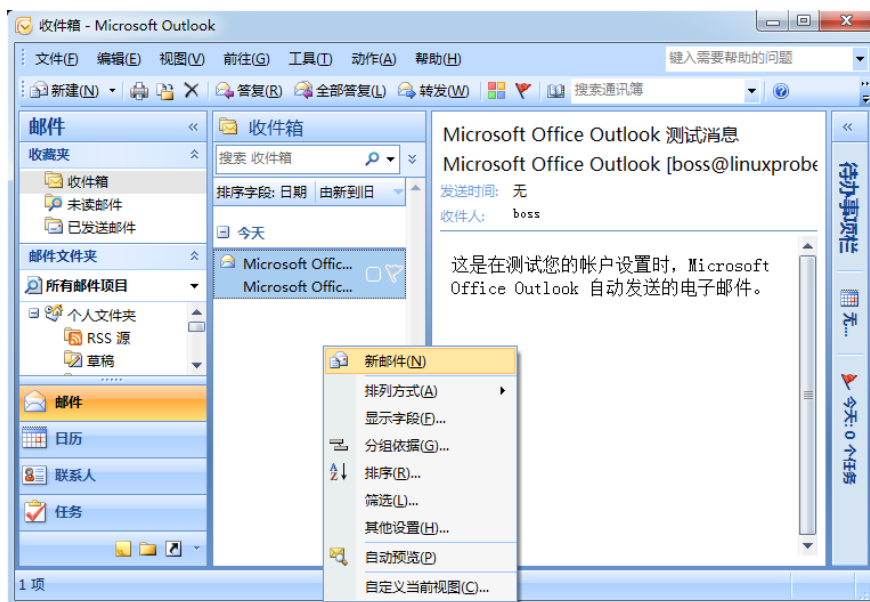 收件箱 - Microsoft Outlook
文件(F) 编辑(E) 视图(V) 前往(G) 工具(T) 动作(A) 帮助(H) 键入需要帮助的问题
新建(N) 答复(R) 全部答复(L) 转发(W) 搜索通讯簿
邮件
收藏夹
收件箱
未读邮件
已发送邮件
邮件文件夹
所有邮件项目
个人文件夹
RSS 源
草稿
邮件
日历
联系人
任务
收件箱
搜索 收件箱
排序字段: 日期 由新到旧
今天
Microsoft Offic...
Microsoft Offic...
Microsoft Office Outlook 测试消息
Microsoft Office Outlook [boss@linuxprobe
发送时间: 无
收件人: boss
这是在测试您的帐户设置时，Microsoft
Office Outlook 自动发送的电子邮件。
新邮件(N)
排列方式(A)
显示字段(F)...
分组依据(G)...
排序(R)...
筛选(L)...
其他设置(H)...
自动预览(P)
自定义当前视图(C)...
待办事项栏
无...
今天: 0 个任务
1 项